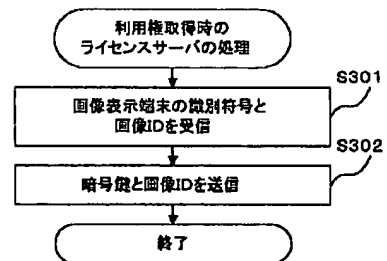 利用権取得時の
ライセンスサーバの処理
S301
画像表示端末の識別符号と
画像IDを受信
S302
暗号鍵と画像IDを送信
終了